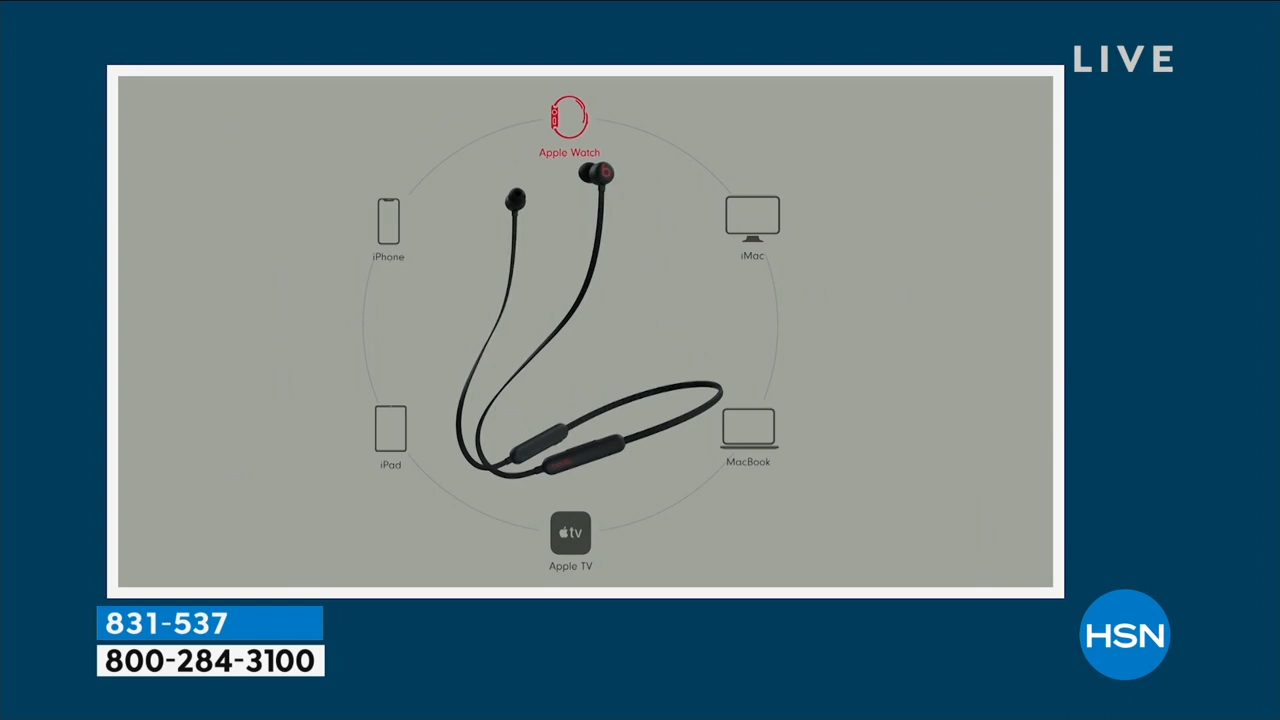 LIVE
Apple Watch
iPhone
iMac
iPad
MacBook
tv
Apple TV
831-537
800-284-3100
HSN